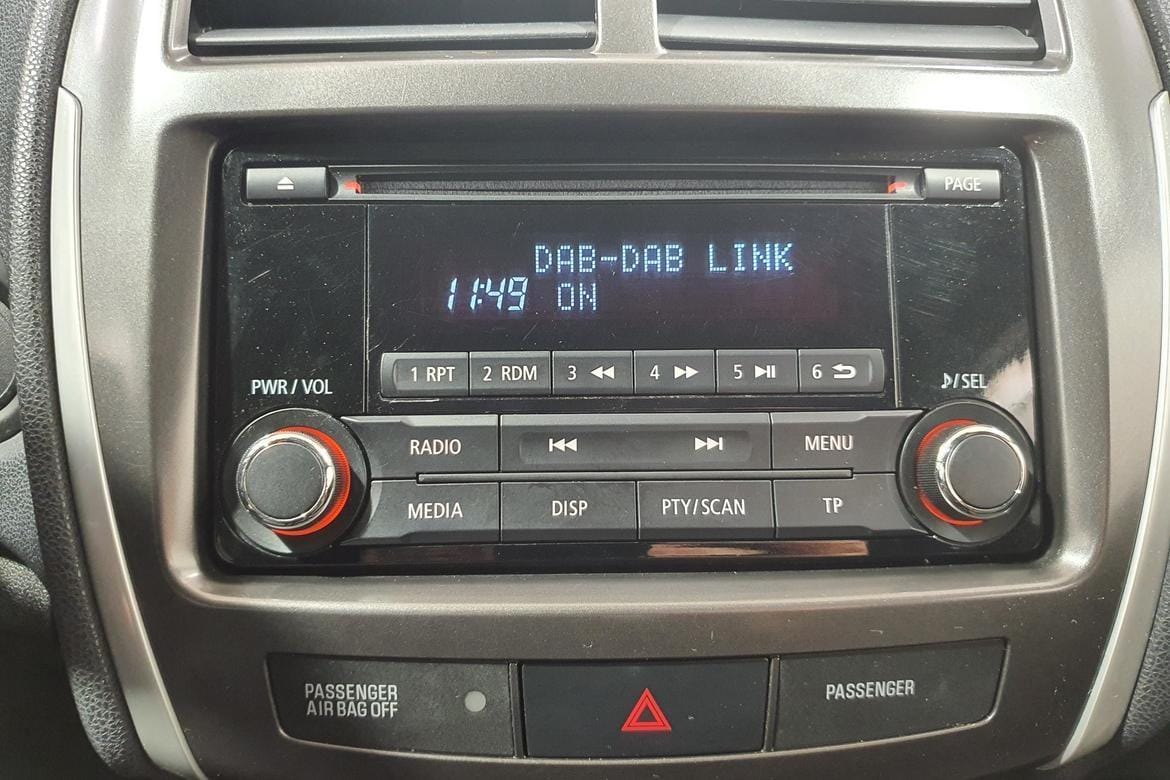 PAGE
DAB-DAB LINK
11:49 ON
1 RPT 2 RDM 3 4 5 6
PWR / VOL
♪/SEL
RADIO MENU
MEDIA DISP PTY/SCAN TP
PASSENGER
AIR BAG OFF
PASSENGER